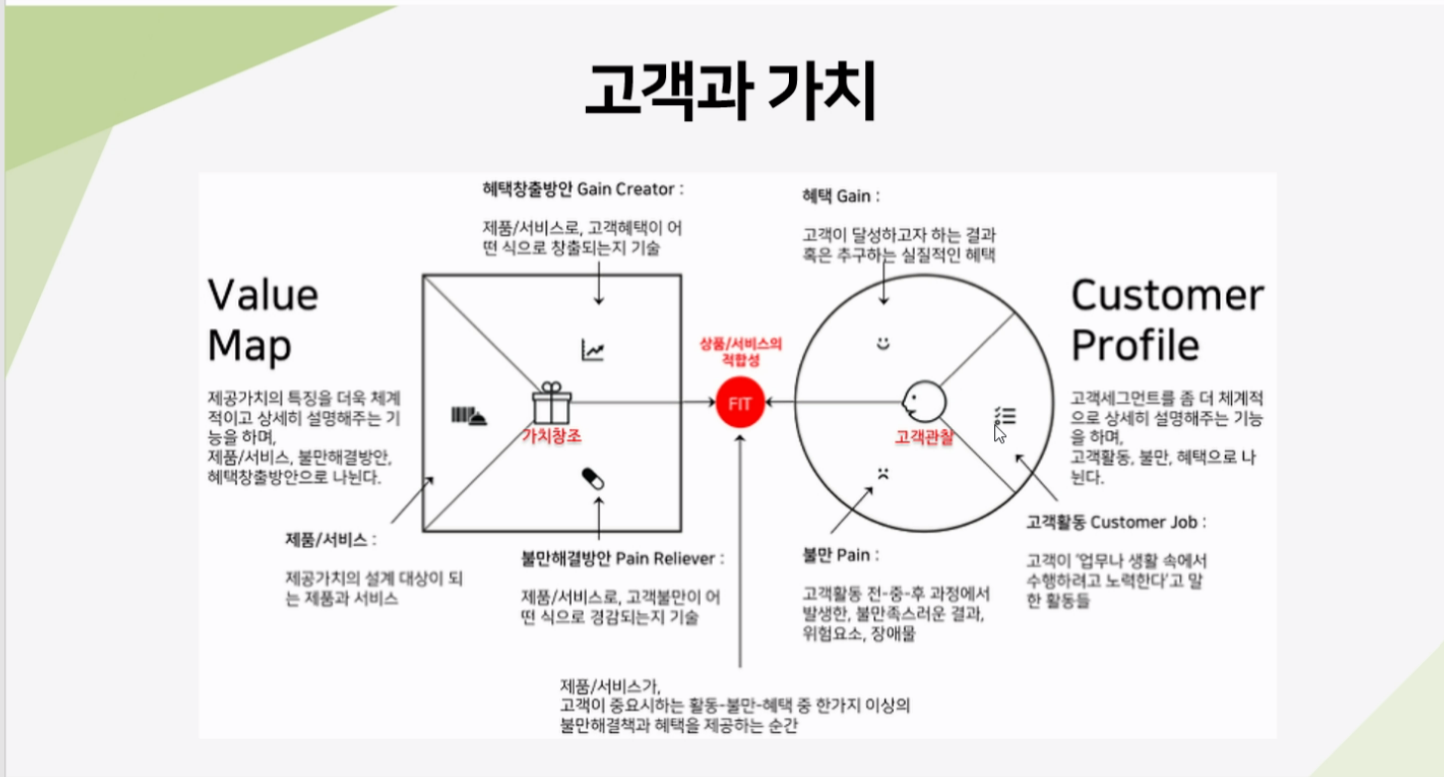 고객과 가치
혜택창출방안 Gain Creator :
제품/서비스로, 고객혜택이 어
떤 식으로 창출되는지 기술
혜택 Gain :
고객이 달성하고자 하는 결과
혹은 추구하는 실질적인 혜택
Value
Map
제공가치의 특징을 더욱 체계
적이고 상세히 설명해주는 기
능을 하며,
제품/서비스, 불만해결방안,
혜택창출방안으로 나뉜다.
가치창조
상품/서비스의
적합성
FIT
고객관찰
Customer
Profile
고객세그먼트를 좀 더 체계적
으로 상세히 설명해주는 기능
을 하며,
고객활동, 불만, 혜택으로 나
뉜다.
제품/서비스 :
제공가치의 설계 대상이 되
는 제품과 서비스
불만해결방안 Pain Reliever :
제품/서비스로, 고객불만이 어
떤 식으로 경감되는지 기술
불만 Pain :
고객활동 전-중-후 과정에서
발생한, 불만족스러운 결과,
위험요소, 장애물
고객활동 Customer Job :
고객이 '업무나 생활 속에서
수행하려고 노력한다'고 말
한 활동들
제품/서비스가,
고객이 중요시하는 활동-불만-혜택 중 한가지 이상의
불만해결책과 혜택을 제공하는 순간